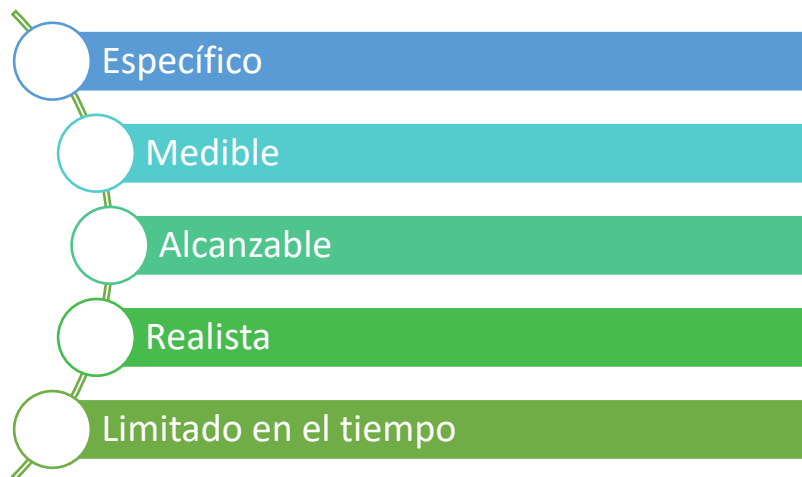 Específico
Medible
Alcanzable
Realista
Limitado en el tiempo